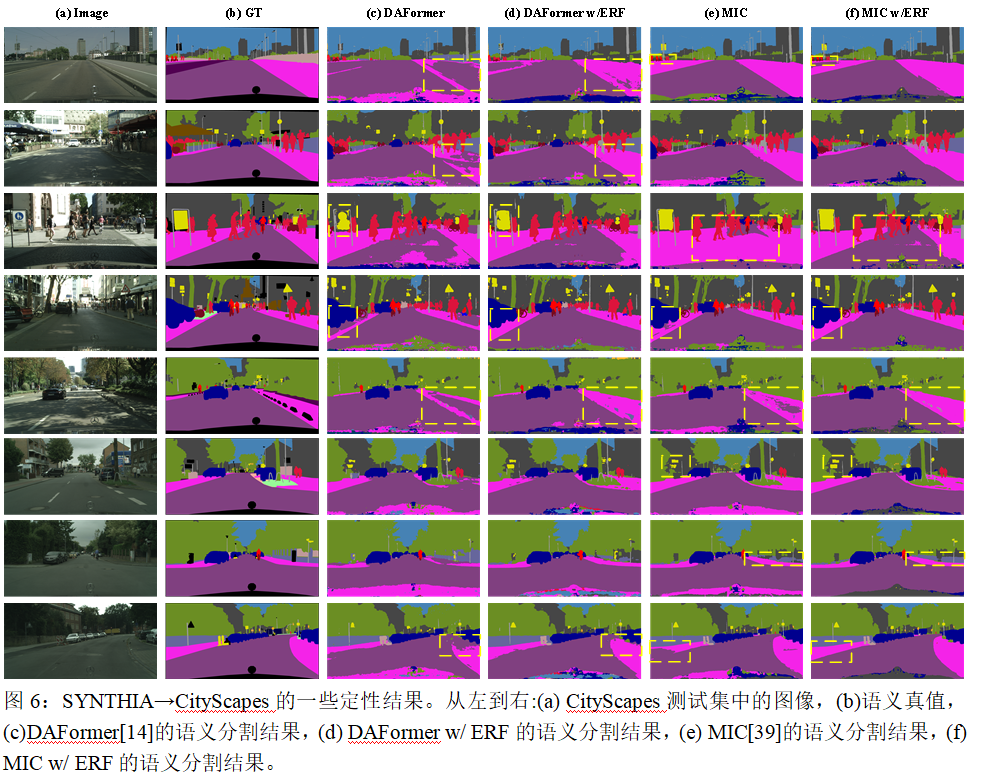 (a) Image (b) GT (c) DAFormer (d) DAFormer w/ERF (e) MIC (f) MIC w/ERF
图 6：SYNTHIA→CityScapes 的一些定性结果。从左到右:(a) CityScapes 测试集中的图像，(b)语义真值，
(c)DAFormer[14]的语义分割结果，(d) DAFormer w/ ERF 的语义分割结果，(e) MIC[39]的语义分割结果，(f)
MIC w/ ERF 的语义分割结果。